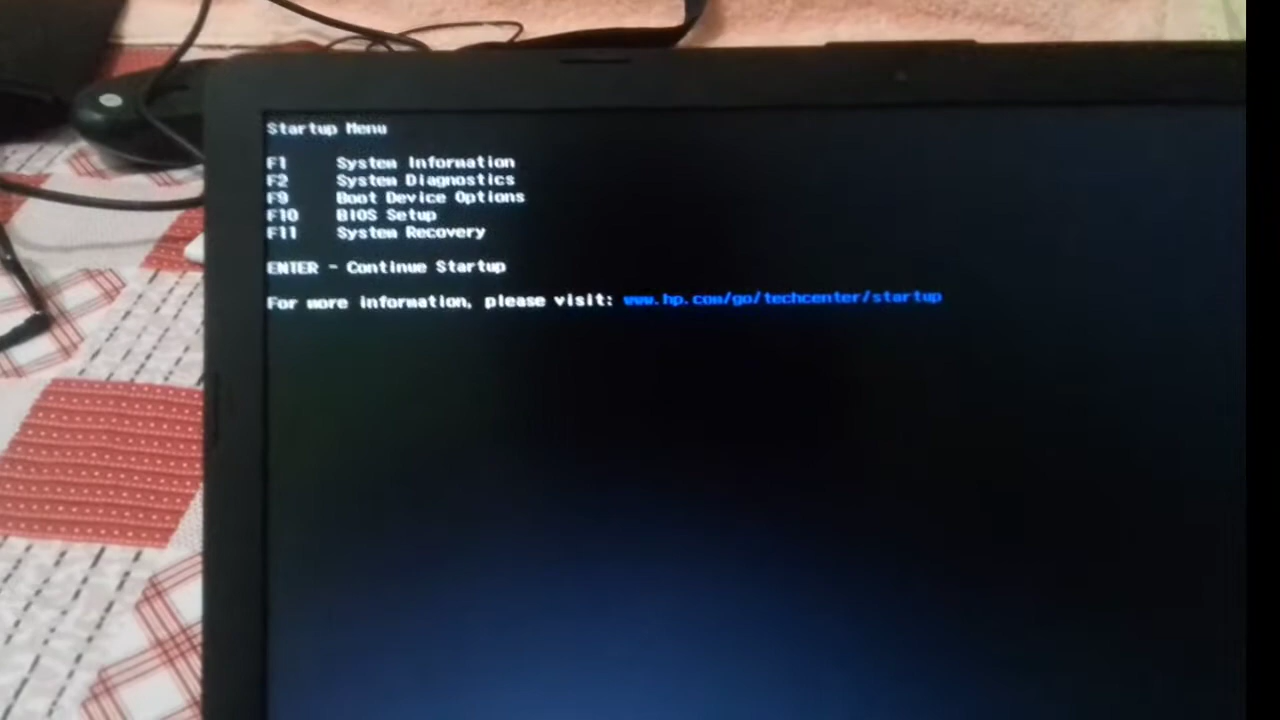 Startup Menu
F1 System Information
F2 System Diagnostics
F9 Boot Device Options
F10 BIOS Setup
F11 System Recovery
ENTER - Continue Startup
For more information, please visit: www.hp.com/go/techcenter/startup